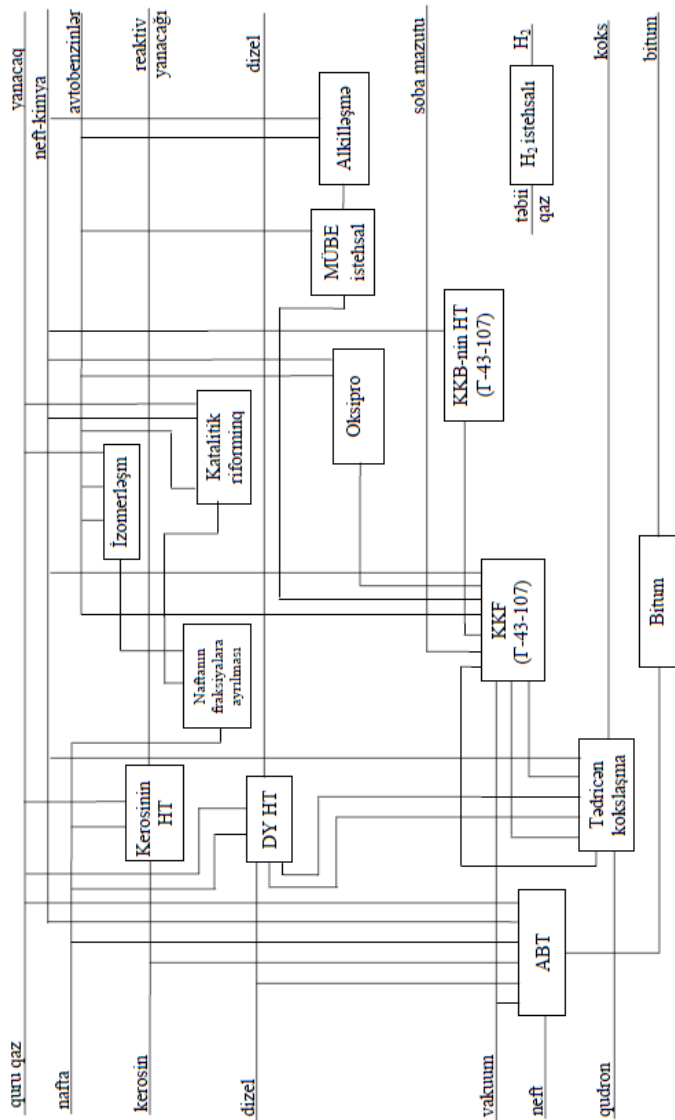 quru qaz
nafta
kerosin
dizel
vakuum
neft
qudron
ABT
Kerosinin
HT
DY HT
Tədricən
kokslaşma
Naftanın
fraksiyalara
ayrılması
KKF
(Г-43-107)
Bitum
İzomerləşm
Katalitik
riforminq
Oksipro
KKB-nin HT
(Г-43-107)
MÜBE
istehsal
Alkilləşmə
təbii
qaz
H₂ istehsalı
H₂
yanacaq
neft-kimya
avtobenzinlər
reaktiv
yanacağı
dizel
soba mazutu
koks
bitum